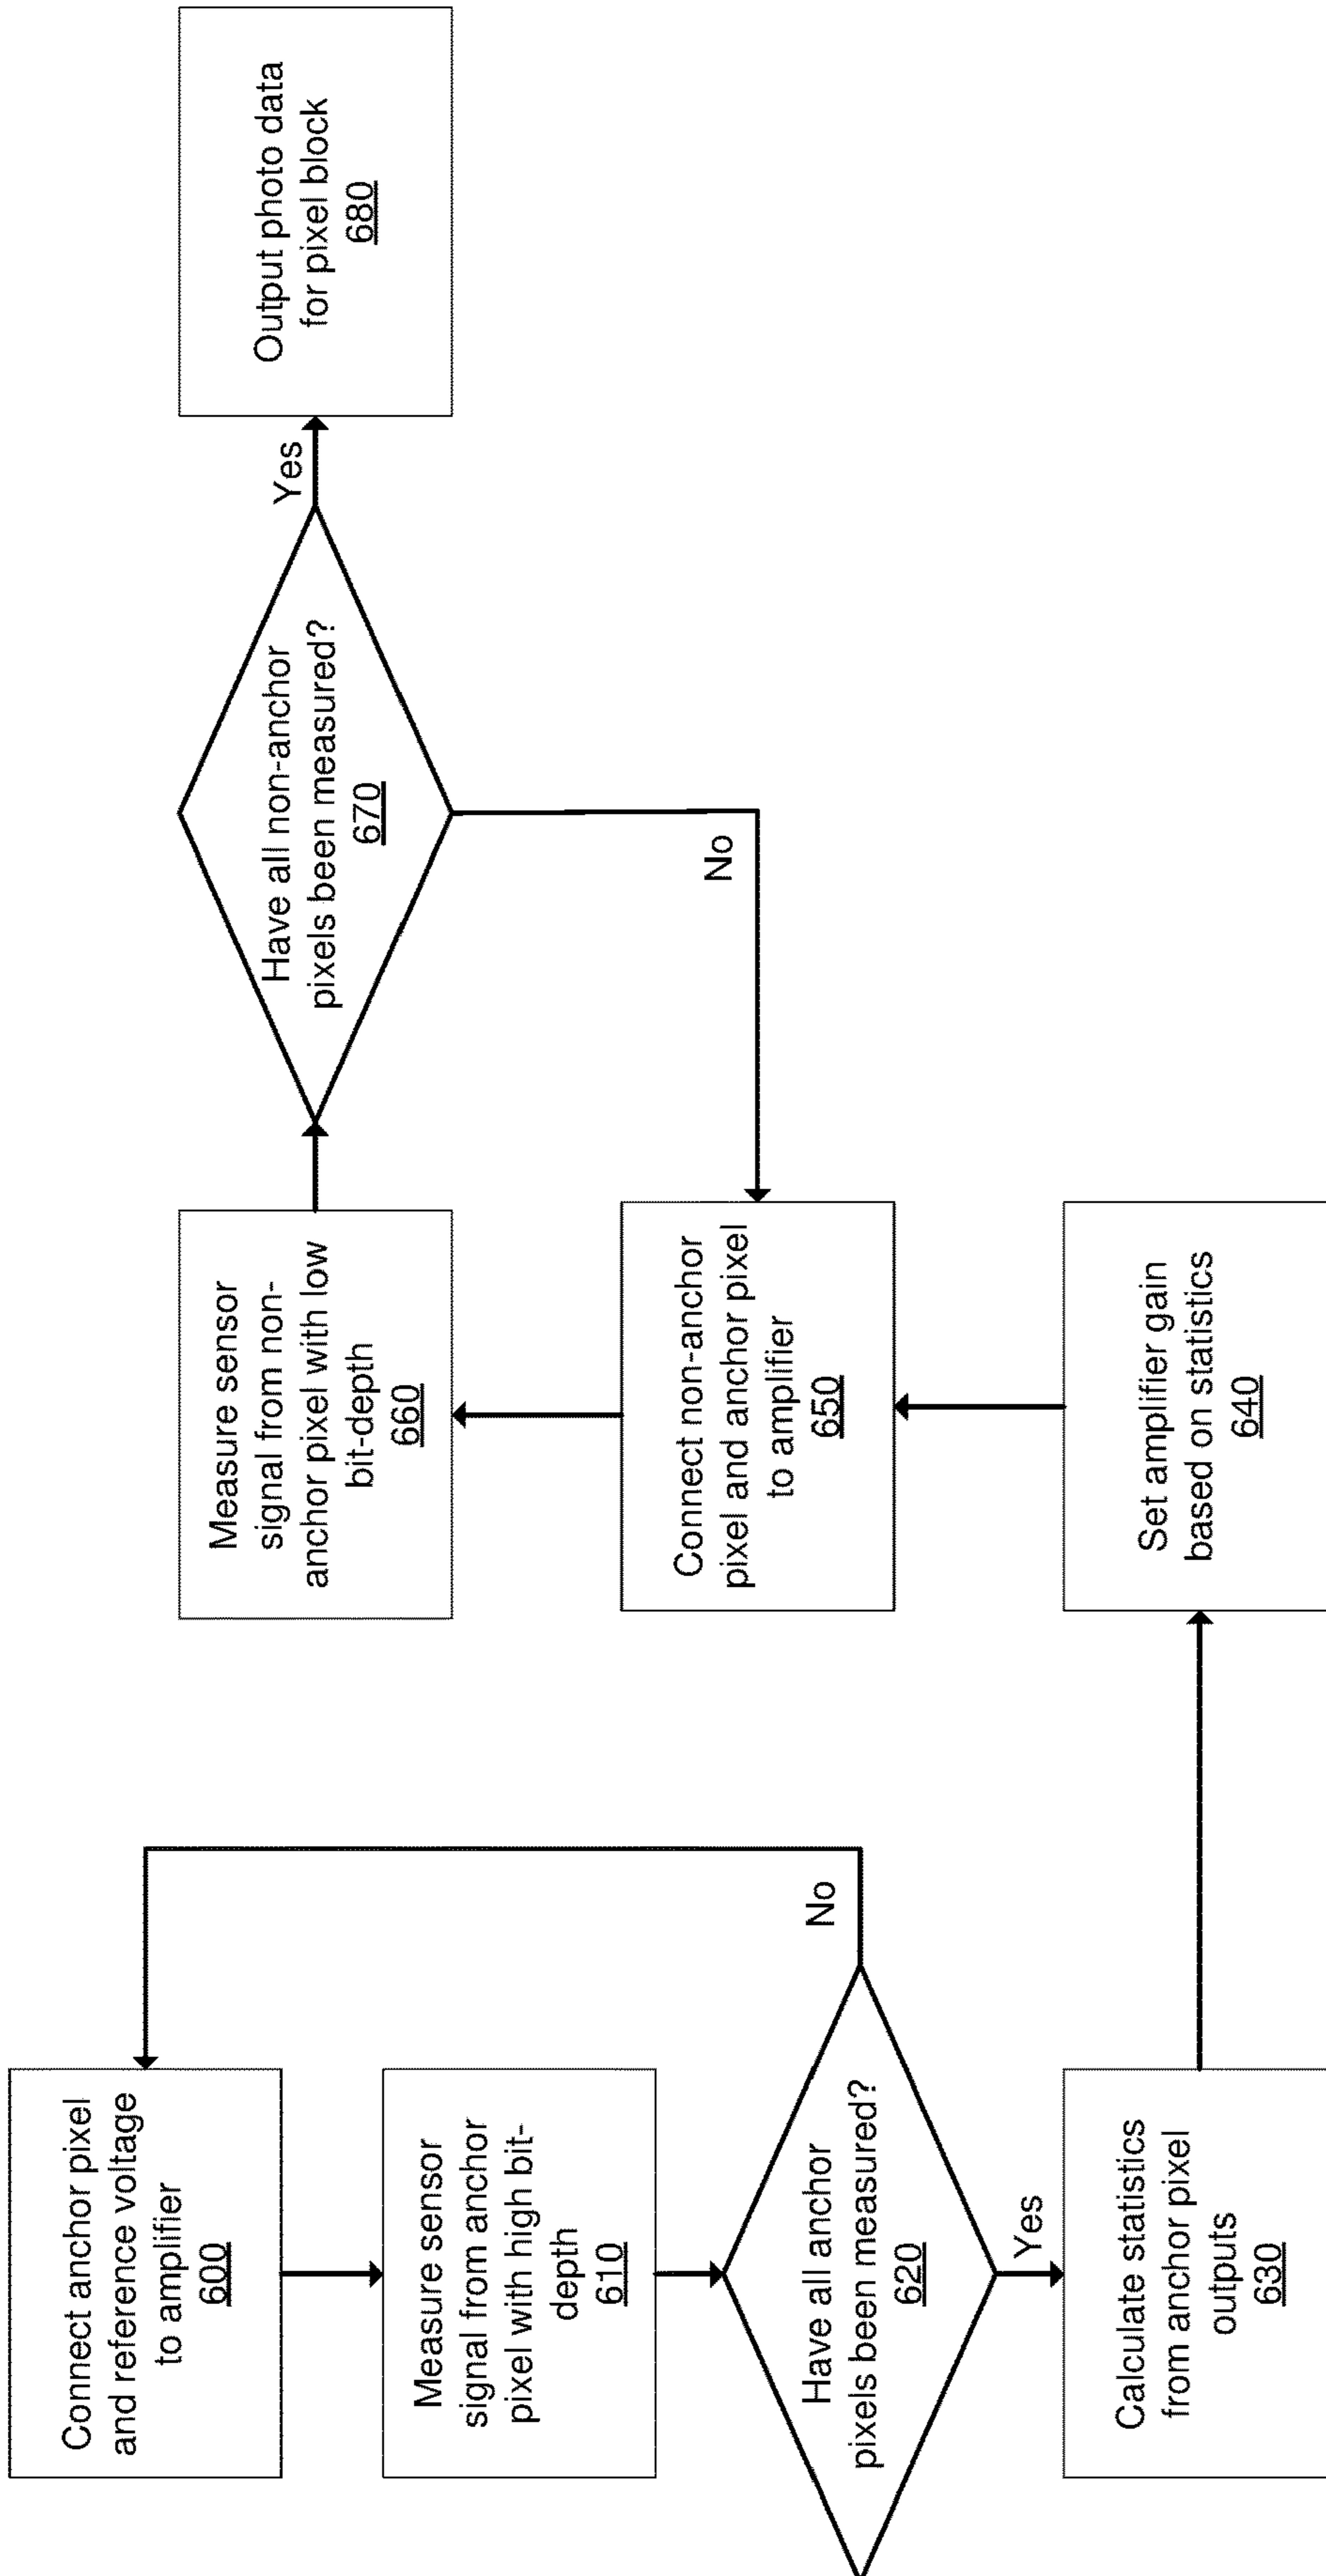 Connect anchor pixel
and reference voltage
to amplifier
600
Measure sensor
signal from anchor
pixel with high bit-
depth
610
Have all anchor
pixels been measured?
620
No
Yes
Calculate statistics
from anchor pixel
outputs
630
Set amplifier gain
based on statistics
640
Connect non-anchor
pixel and anchor pixel
to amplifier
650
Measure sensor
signal from non-
anchor pixel with low
bit-depth
660
Have all non-anchor
pixels been measured?
670
No
Yes
Output photo data
for pixel block
680